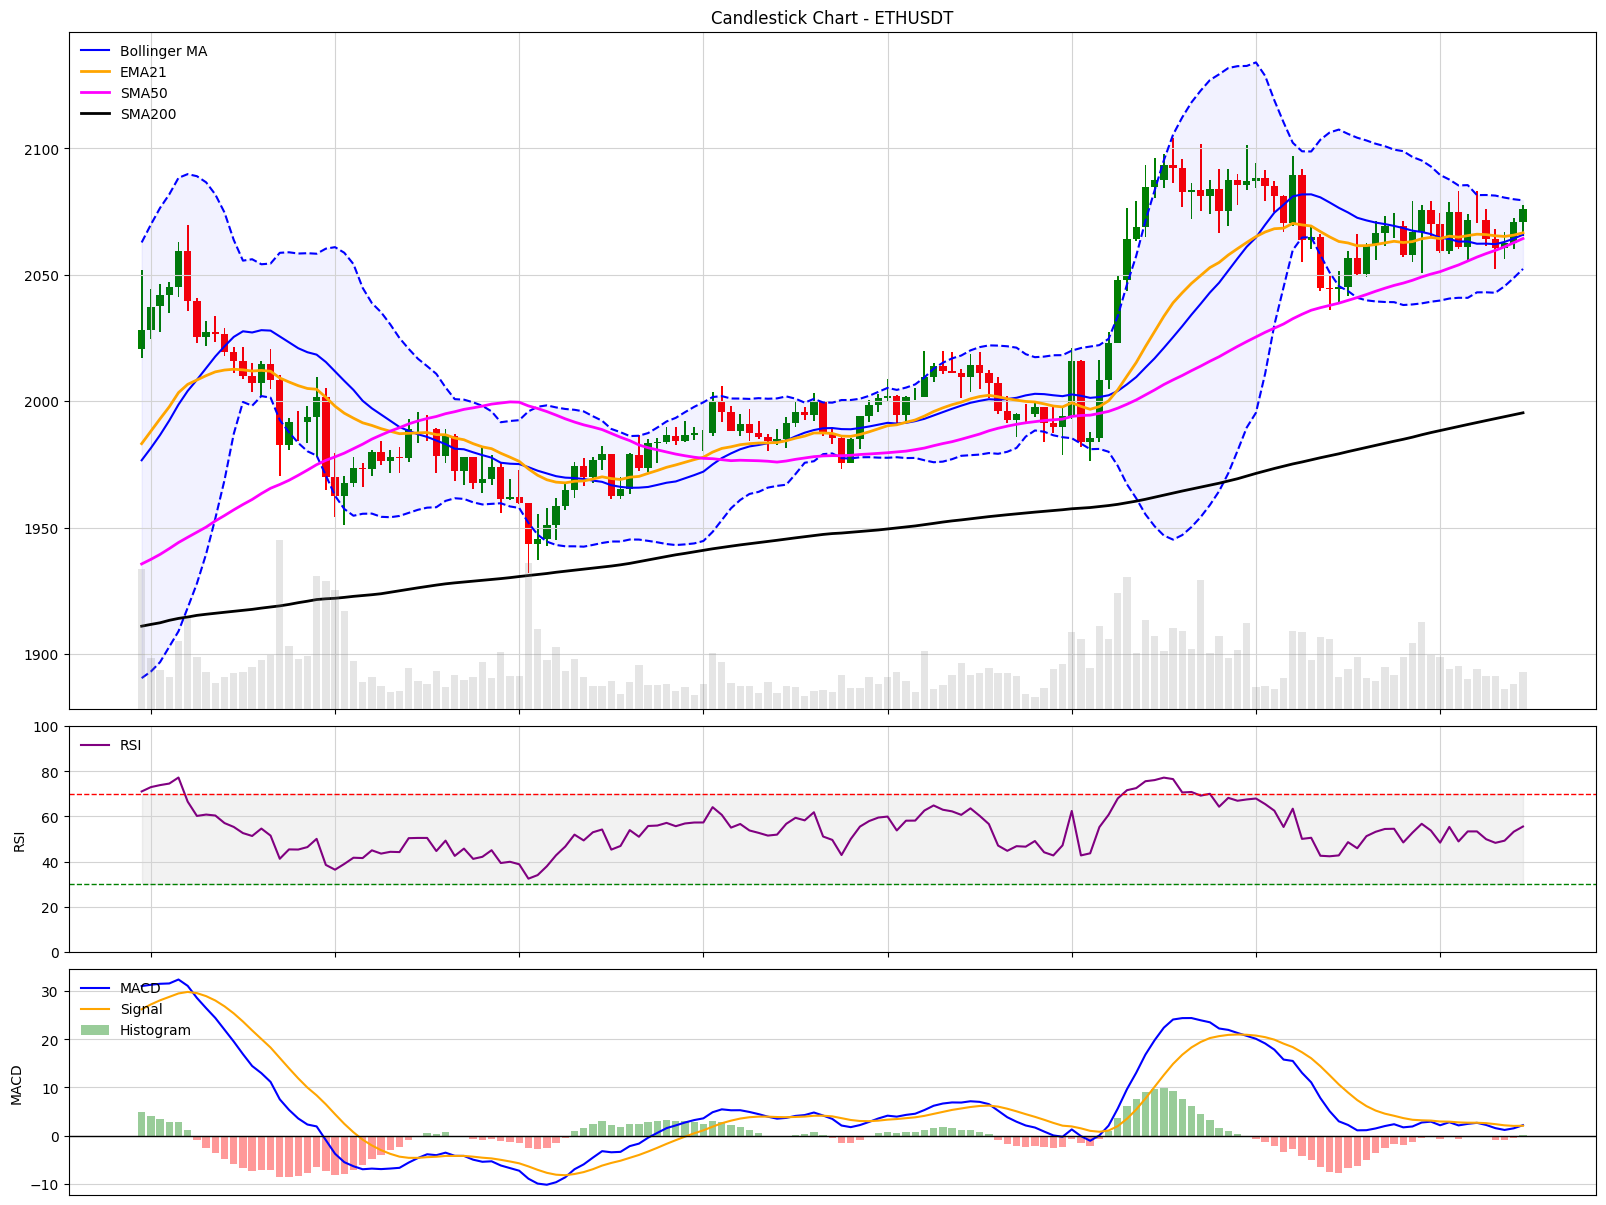 Candlestick Chart - ETHUSDT
Bollinger MA
EMA21
SMA50
SMA200
2100
2050
2000
1950
1900
RSI
100
80
60
40
20
0
RSI
MACD
Signal
Histogram
30
20
10
0
−10
MACD